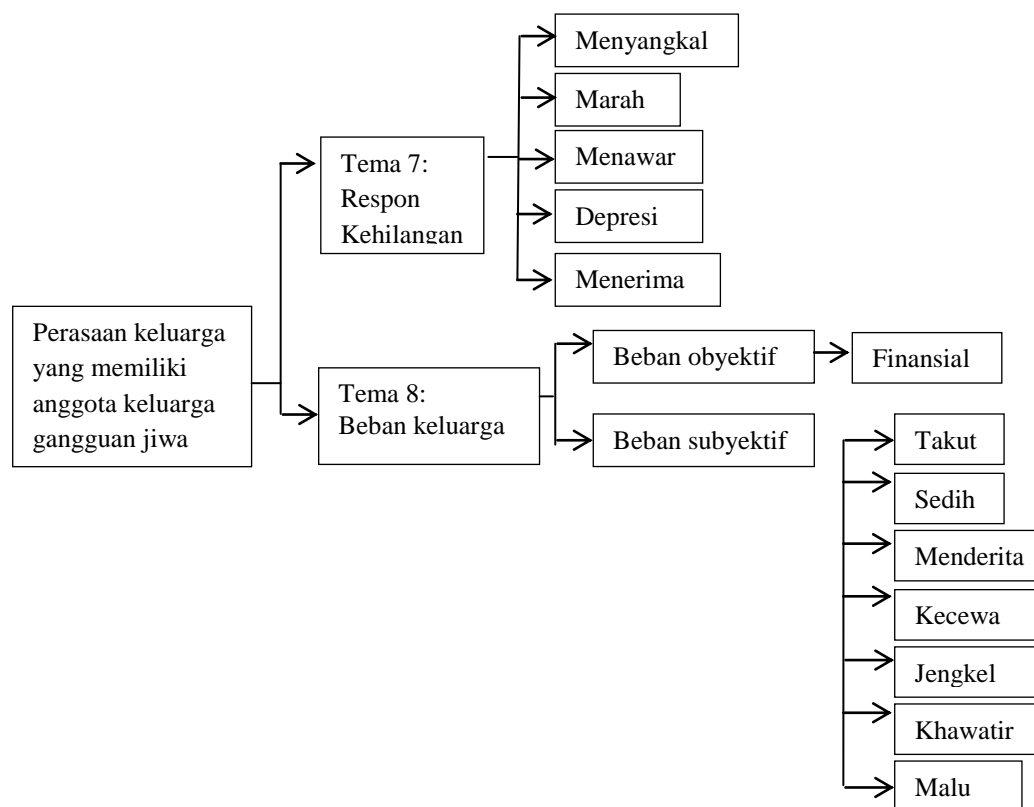 Perasaan keluarga
yang memiliki
anggota keluarga
gangguan jiwa
Tema 7:
Respon
Kehilangan
Menyangkal
Marah
Menawar
Depresi
Menerima
Tema 8:
Beban keluarga
Beban obyektif
Finansial
Beban subyektif
Takut
Sedih
Menderita
Kecewa
Jengkel
Khawatir
Malu